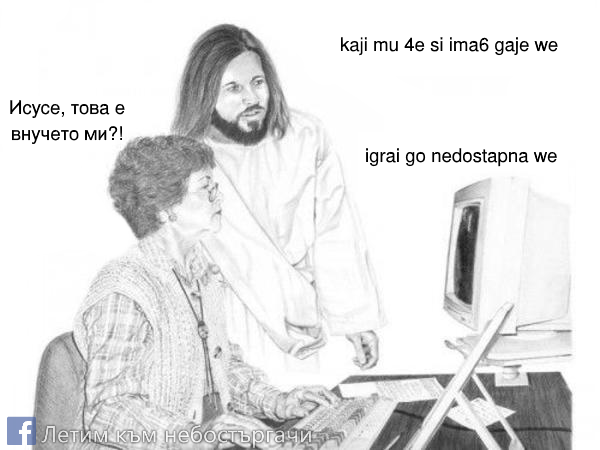 kaji mu 4e si ima6 gaje we
Исусе, това е
внучето ми?!
igrai go nedostapna we
Летим към небостъргачи